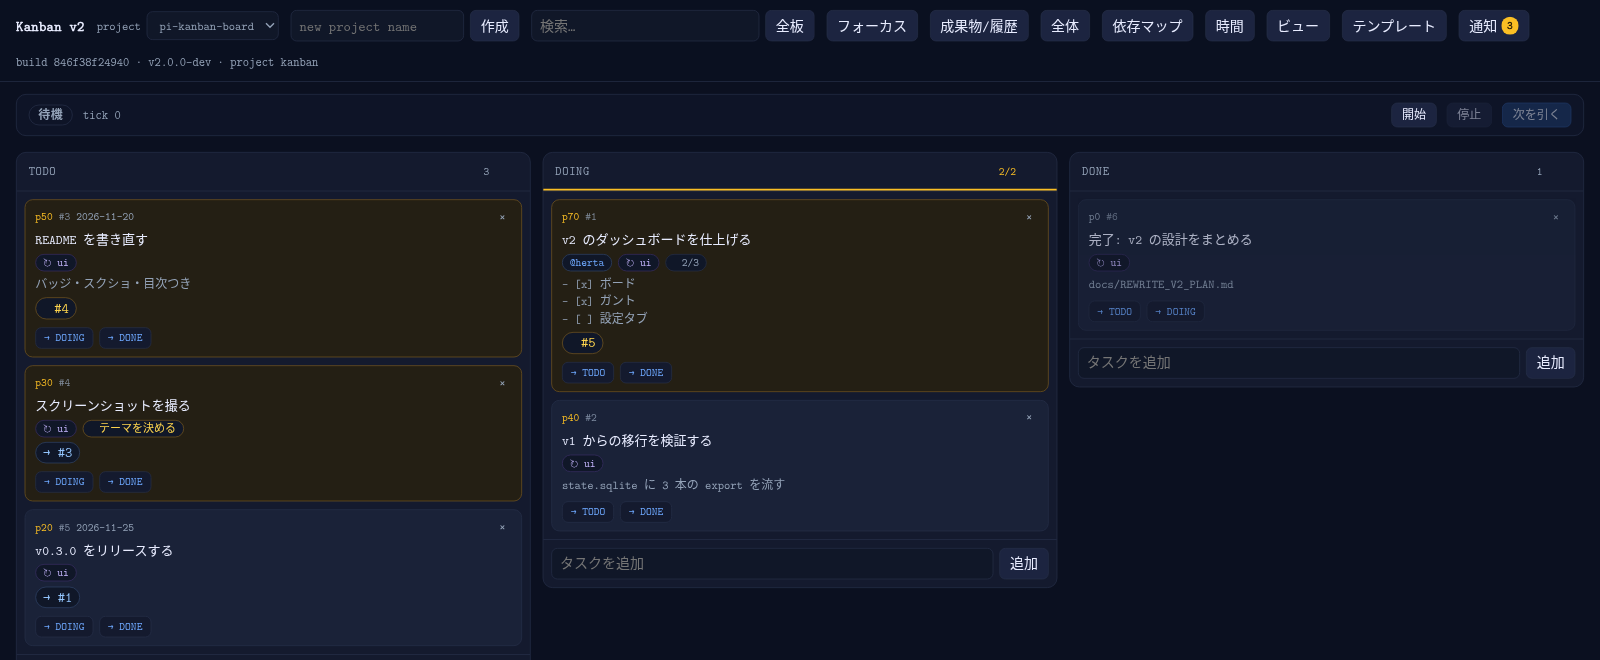 Kanban v2 project pi-kanban-board new project name 作成 検索… 全板 フォーカス 成果物/履歴 全体 依存マップ 時間 ビュー テンプレート 通知 3
build 846f38f24940 · v2.0.0-dev · project kanban
待機 tick 0 開始 停止 次を引く
TODO 3
p50 #3 2026-11-20 ×
README を書き直す
↻ ui
バッジ・スクショ・目次つき
#4
→ DOING → DONE
p30 #4 ×
スクリーンショットを撮る
↻ ui テーマを決める
→ #3
→ DOING → DONE
p20 #5 2026-11-25 ×
v0.3.0 をリリースする
↻ ui
→ #1
→ DOING → DONE
DOING 2/2
p70 #1 ×
v2 のダッシュボードを仕上げる
@herta ↻ ui 2/3
- [x] ボード
- [x] ガント
- [ ] 設定タブ
#5
→ TODO → DONE
p40 #2 ×
v1 からの移行を検証する
↻ ui
state.sqlite に 3 本の export を流す
→ TODO → DONE
タスクを追加 追加
DONE 1
p0 #6 ×
完了: v2 の設計をまとめる
↻ ui
docs/REWRITE_V2_PLAN.md
→ TODO → DOING
タスクを追加 追加